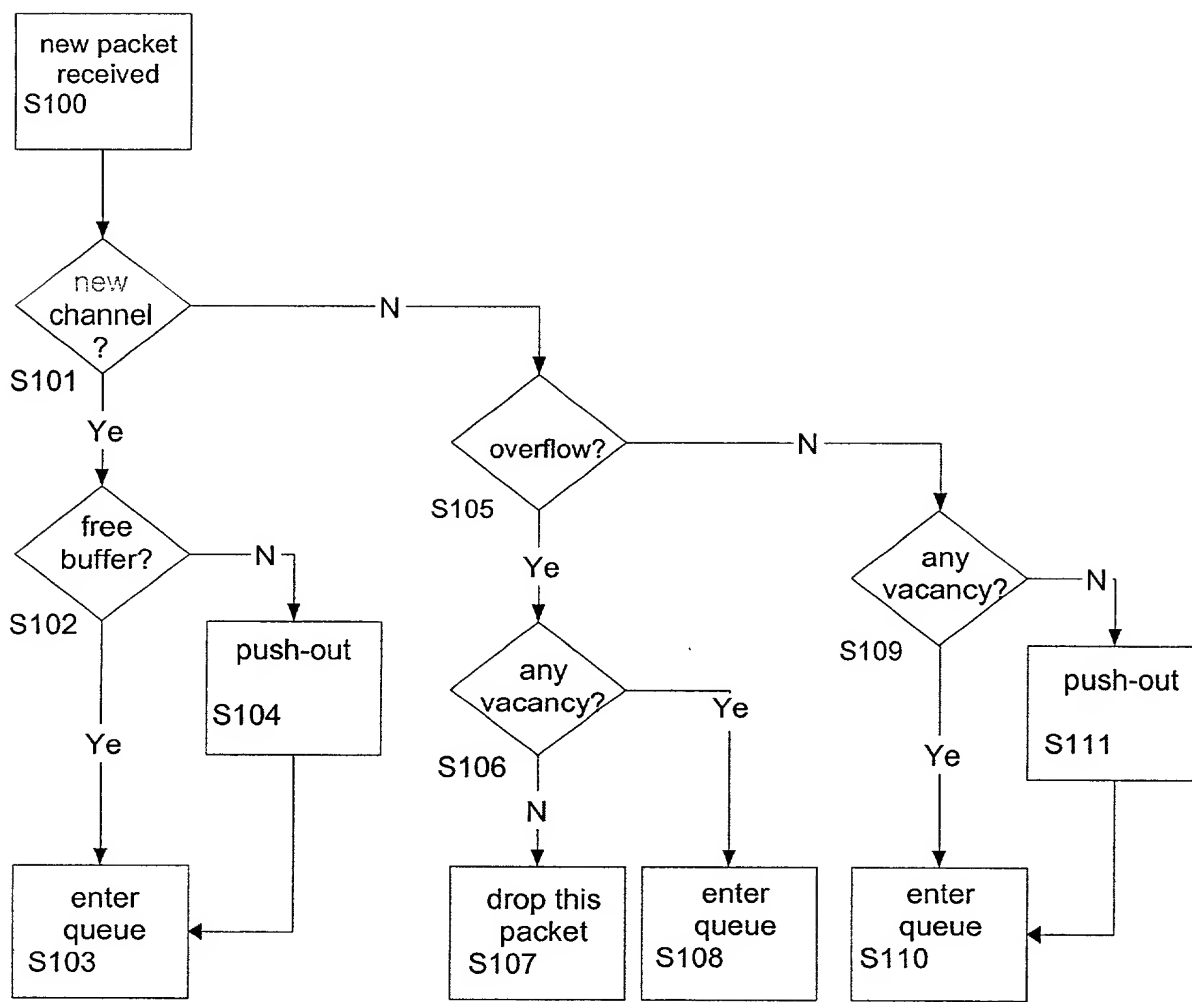 new packet
received
S100
new
channel
?
S101
N
Ye
overflow?
S105
N
free
buffer?
S102
N
Ye
any
vacancy?
S109
N
push-out
S104
any
vacancy?
S106
Ye
push-out
S111
Ye
N
Ye
enter
queue
S103
drop this
packet
S107
enter
queue
S108
enter
queue
S110